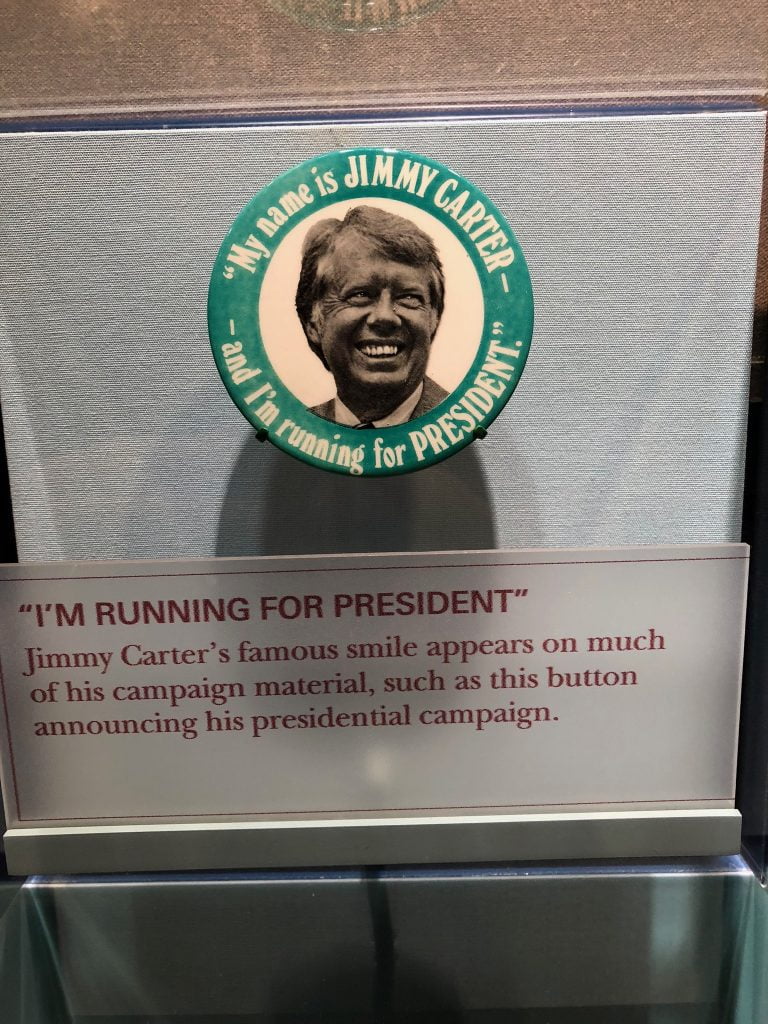 "My name is JIMMY CARTER –
– and I'm running for PRESIDENT."
"I'M RUNNING FOR PRESIDENT"
Jimmy Carter's famous smile appears on much
of his campaign material, such as this button
announcing his presidential campaign.